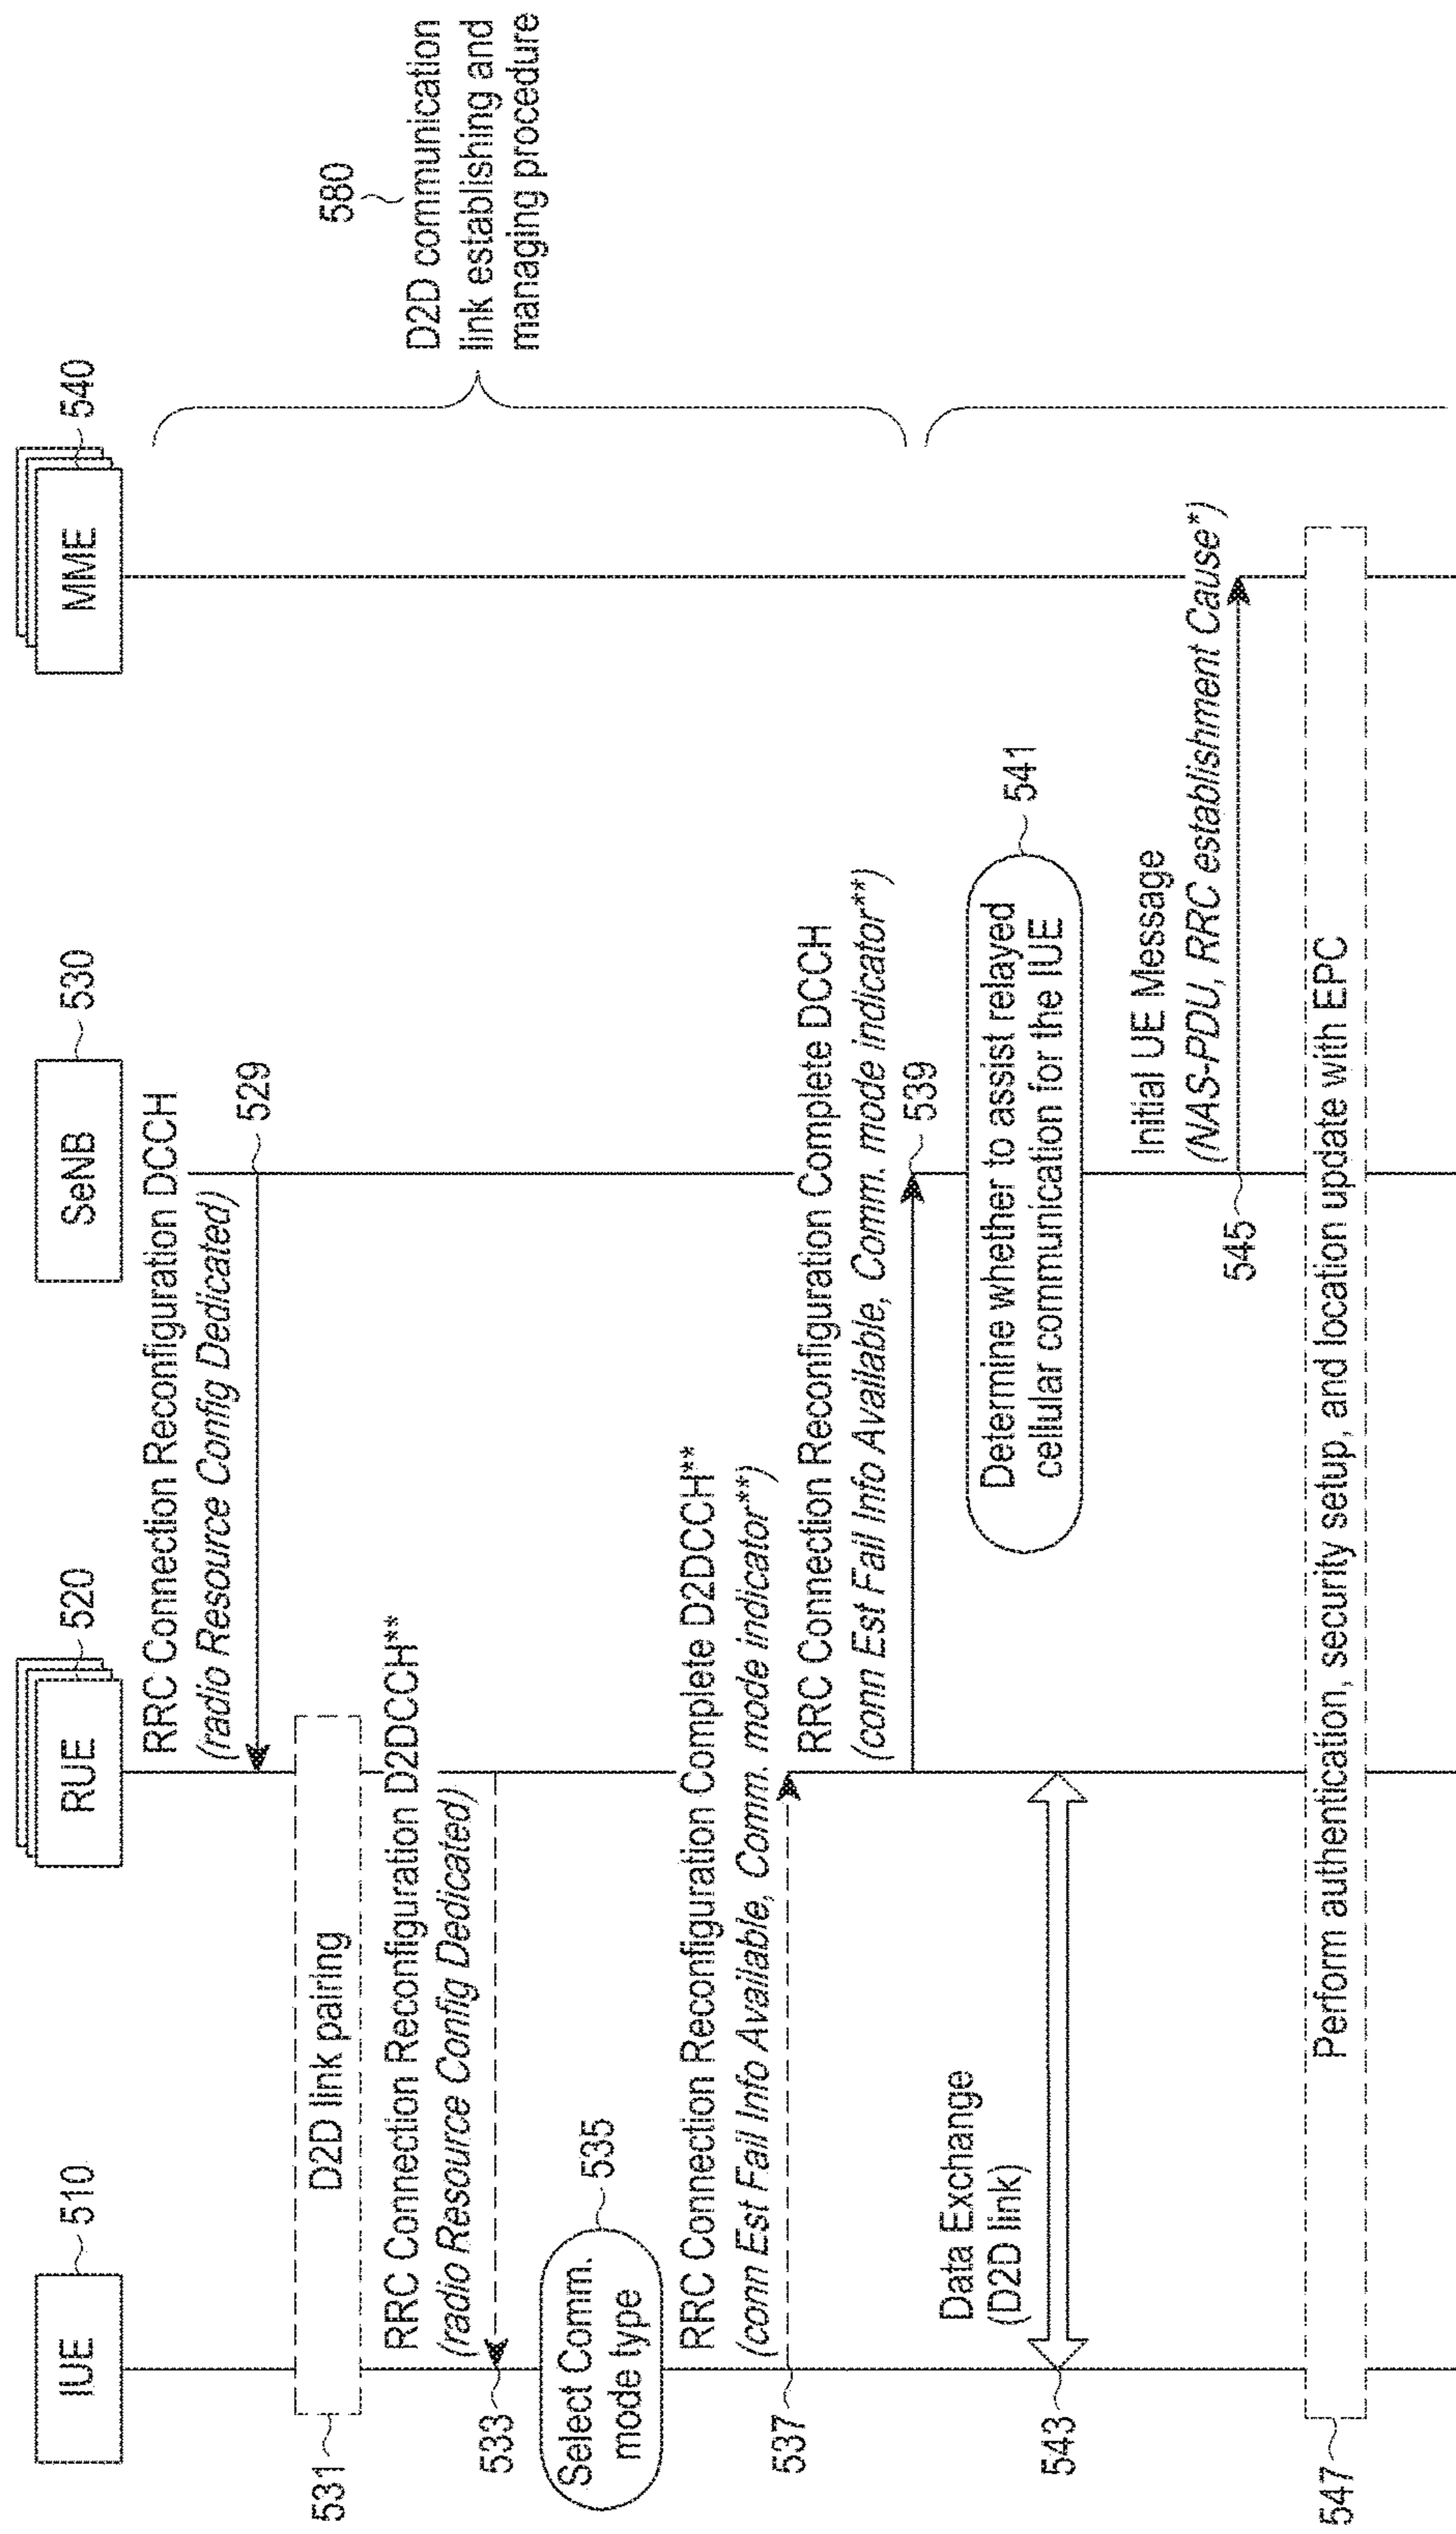 IUE
510
RUE
520
SeNB
530
MME
540
RRC Connection Reconfiguration DCCH
(radio Resource Config Dedicated)
529
531
D2D link pairing
RRC Connection Reconfiguration D2DCCH**
(radio Resource Config Dedicated)
533
Select Comm.
mode type
535
RRC Connection Reconfiguration Complete D2DCCH**
(conn Est Fail Info Available, Comm. mode indicator**)
537
RRC Connection Reconfiguration Complete DCCH
(conn Est Fail Info Available, Comm. mode indicator**)
539
580
D2D communication
link establishing and
managing procedure
Determine whether to assist relayed
cellular communication for the IUE
541
Data Exchange
(D2D link)
543
Initial UE Message
(NAS-PDU, RRC establishment Cause*)
545
547
Perform authentication, security setup, and location update with EPC